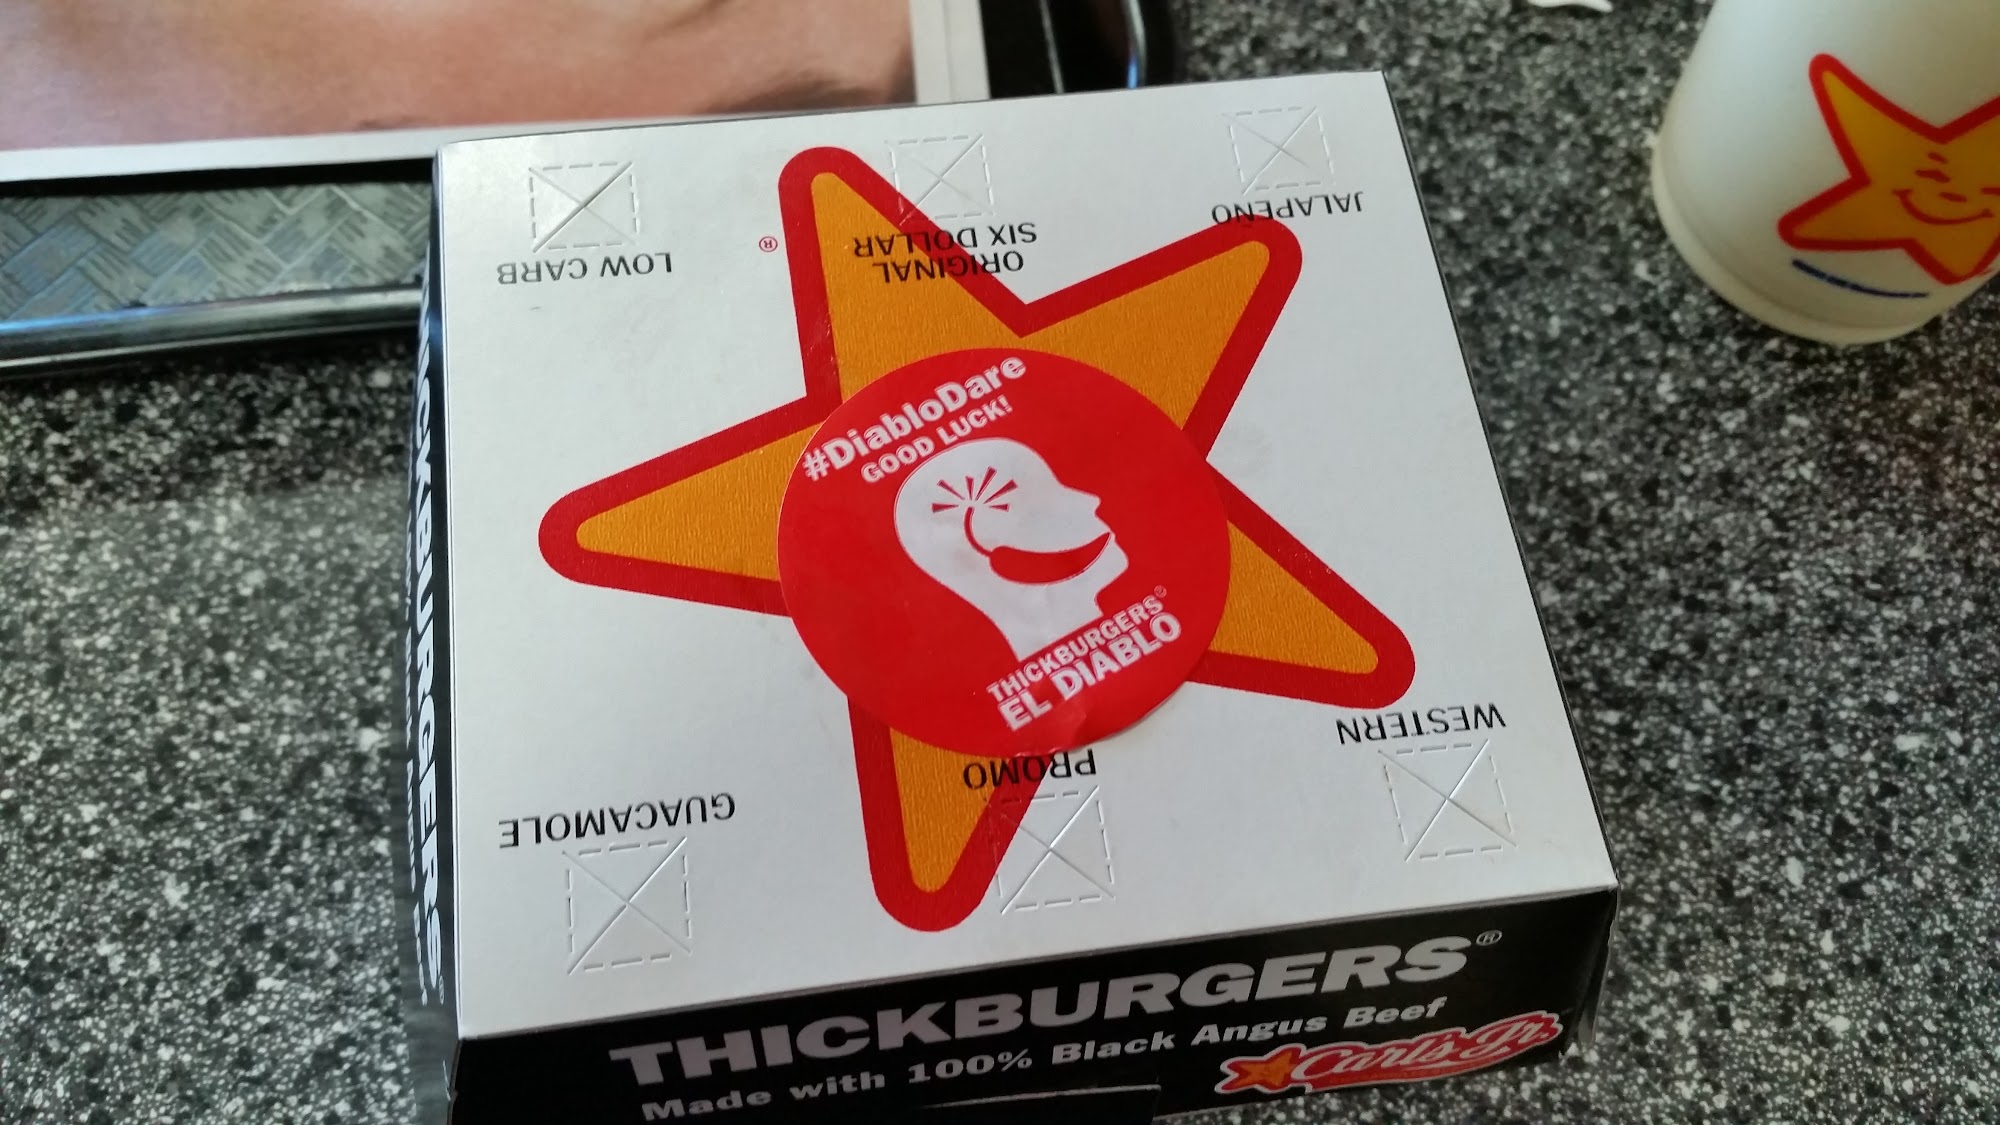 LOW CARB
®
ORIGINAL
SIX DOLLAR
JALAPEÑO
#DiabloDare
GOOD LUCK!
THICKBURGERS®
EL DIABLO
GUACAMOLE
PROMO
WESTERN
THICKBURGERS®
Made with 100% Black Angus Beef
Carl's Jr.
THICKBURGERS®